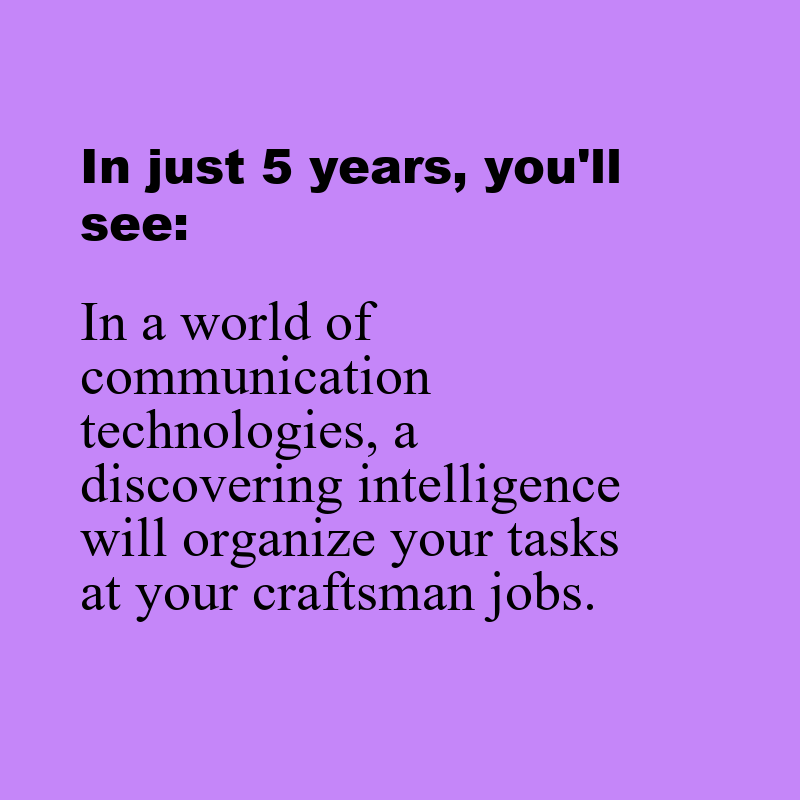 In just 5 years, you'll
see:
In a world of
communication
technologies, a
discovering intelligence
will organize your tasks
at your craftsman jobs.